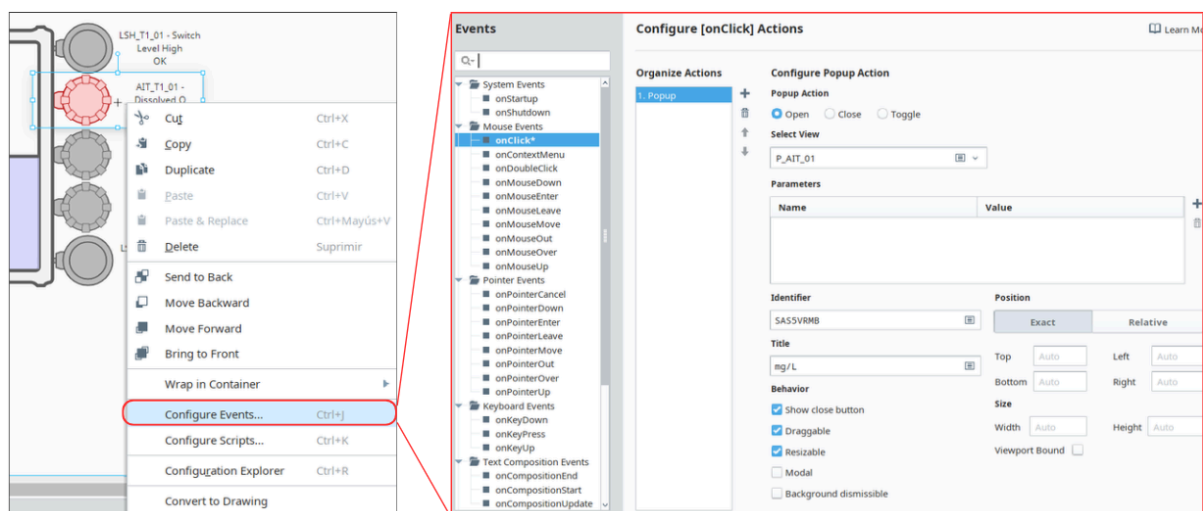 LSH_T1_01 - Switch
Level High
OK
AIT_T1_01 -
Dissolved O
Cut Ctrl+X
Copy Ctrl+C
Duplicate Ctrl+D
Paste Ctrl+V
Paste & Replace Ctrl+Mayús+V
Delete Suprimir
Send to Back
Move Backward
Move Forward
Bring to Front
Wrap in Container
Configure Events... Ctrl+J
Configure Scripts... Ctrl+K
Configuration Explorer Ctrl+R
Convert to Drawing
Events
System Events
onStartup
onShutdown
Mouse Events
onClick*
onContextMenu
onDoubleClick
onMouseDown
onMouseEnter
onMouseLeave
onMouseMove
onMouseOut
onMouseOver
onMouseUp
Pointer Events
onPointerCancel
onPointerDown
onPointerEnter
onPointerLeave
onPointerMove
onPointerOut
onPointerOver
onPointerUp
Keyboard Events
onKeyDown
onKeyPress
onKeyUp
Text Composition Events
onCompositionEnd
onCompositionStart
onCompositionUpdate
Configure [onClick] Actions
Learn Mo
Organize Actions
1. Popup
Configure Popup Action
Popup Action
Open Close Toggle
Select View
P_AIT_01
Parameters
Name Value
Identifier
SAS5VRMB
Title
mg/L
Behavior
Show close button
Draggable
Resizable
Modal
Background dismissible
Position
Exact Relative
Top Auto Left Auto
Bottom Auto Right Auto
Size
Width Auto Height Auto
Viewport Bound